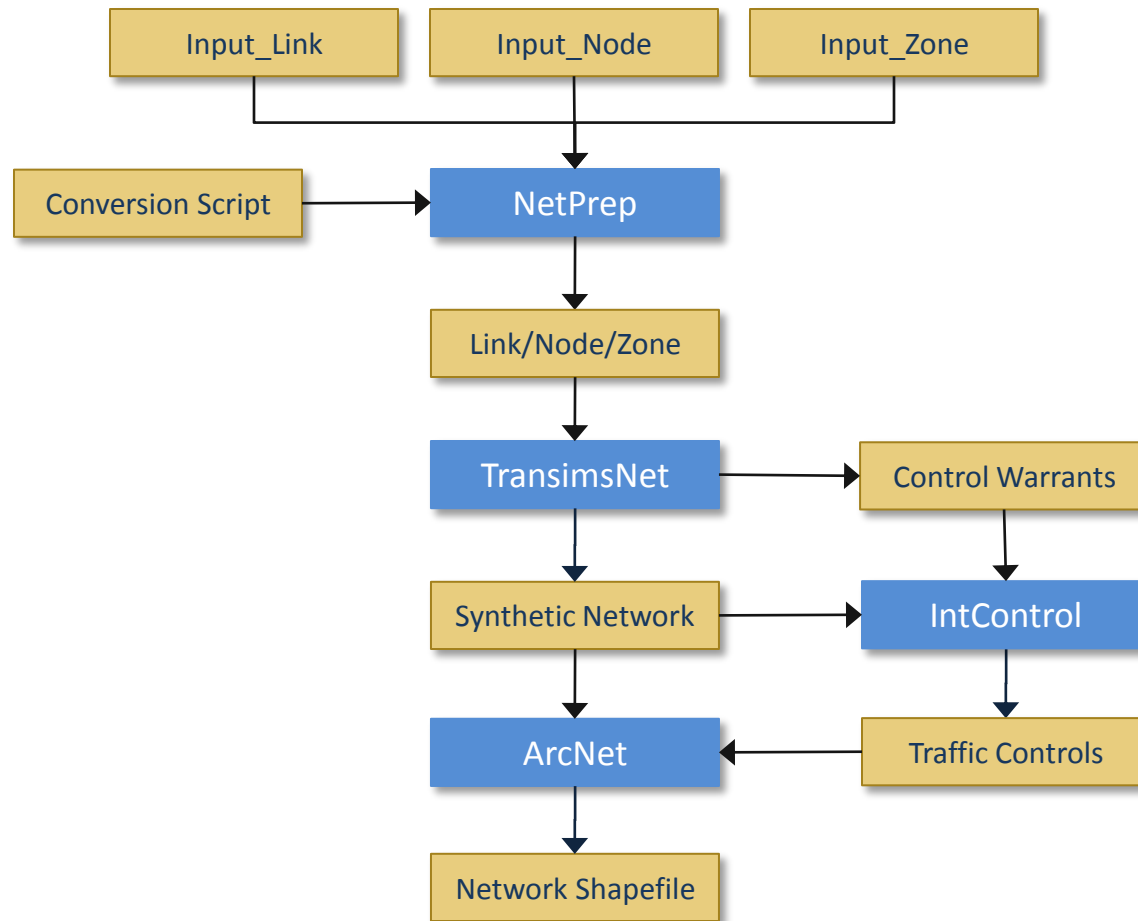 Input_Link
Input_Node
Input_Zone
Conversion Script
NetPrep
Link/Node/Zone
TransimsNet
Control Warrants
Synthetic Network
IntControl
ArcNet
Traffic Controls
Network Shapefile